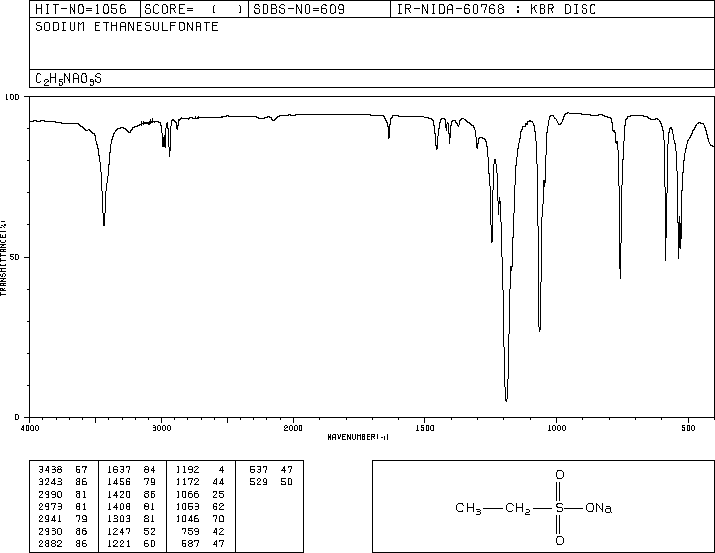 HIT-NO=1056 SCORE= ( ) SDBS-NO=609 IR-NIDA-60768 : KBR DISC
SODIUM ETHANESULFONATE
C2H5NAO3S
100
TRANSMITTANCE(%)
50
0
4000 3000 2000 1500 1000 500
WAVENUMBER(-1)
3438 57 1637 84 1192 4 537 47
3243 86 1456 79 1172 44 529 50
2990 81 1420 86 1066 25
2973 81 1408 81 1053 62
2941 79 1303 81 1046 70
2930 86 1247 52 759 42
2882 86 1221 60 587 47
O
CH3 CH2 S ONa
O